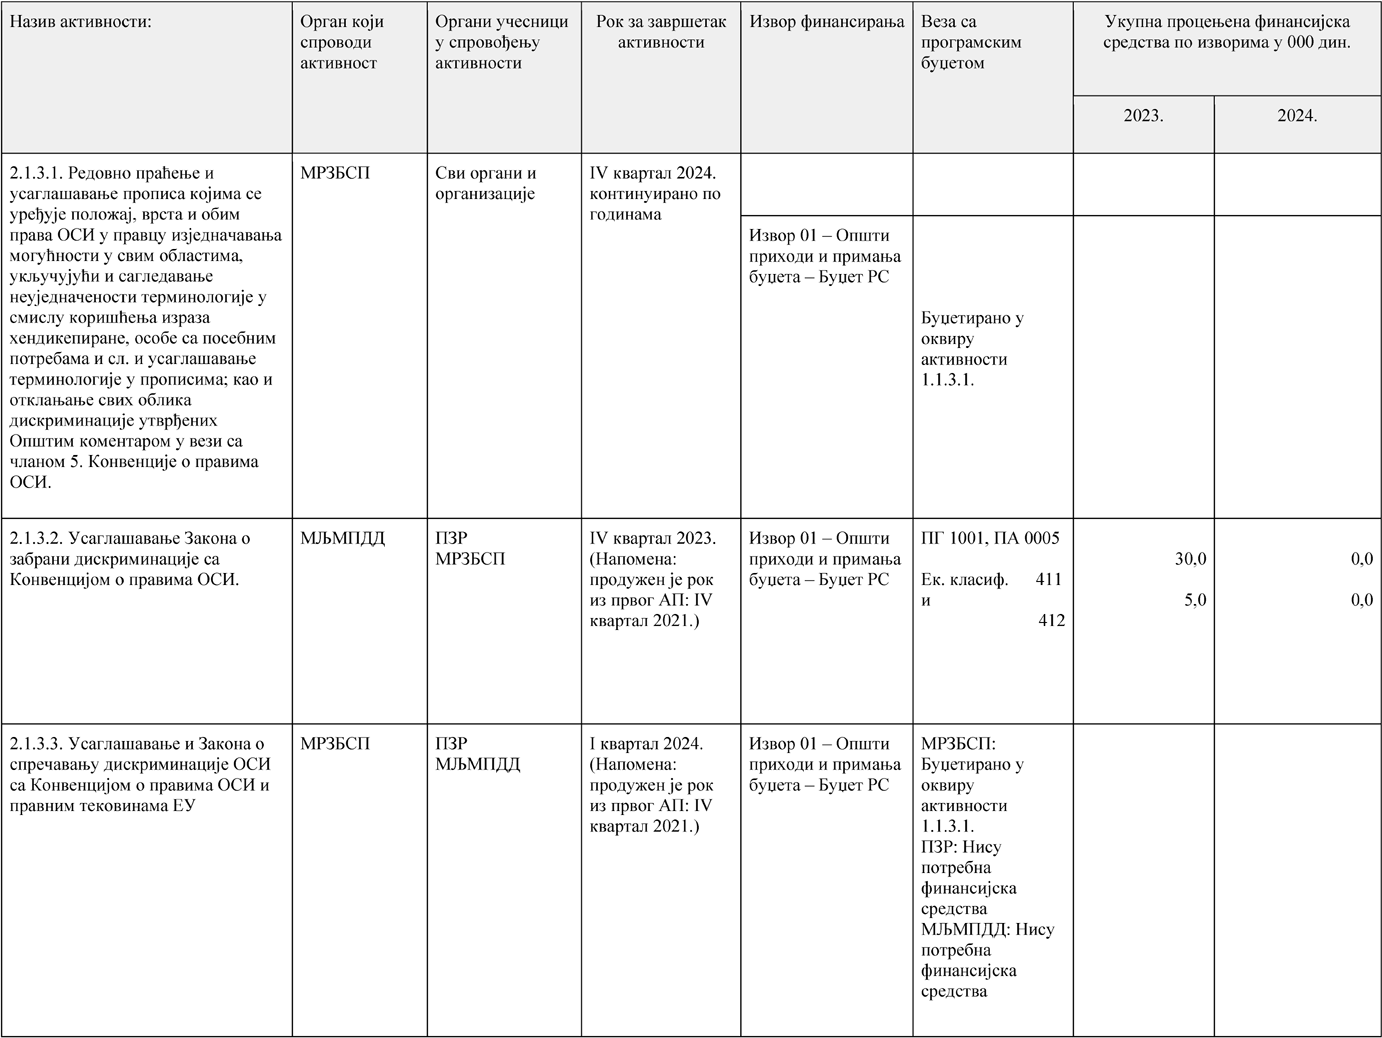 Назив активности:
Орган који
спроводи
активност
Органи учесници
у спровођењу
активности
Рок за завршетак
активности
Извор финансирања
Веза са
програмским
буџетом
Укупна процењена финансијска
средства по изворима у 000 дин.
2023.
2024.
2.1.3.1. Редовно праћење и
усаглашавање прописа којима се
уређује положај, врста и обим
права ОСИ у правцу изједначавања
могућности у свим областима,
укључујући и сагледавање
неуједначености терминологије у
смислу коришћења израза
хендикепиране, особе са посебним
потребама и сл. и усаглашавање
терминологије у прописима; као и
отклањање свих облика
дискриминације утврђених
Општим коментаром у вези са
чланом 5. Конвенције о правима
ОСИ.
МРЗБСП
Сви органи и
организације
IV квартал 2024.
континуирано по
годинама
Извор 01 – Општи
приходи и примања
буџета – Буџет РС
Буџетирано у
оквиру
активности
1.1.3.1.
2.1.3.2. Усаглашавање Закона о
забрани дискриминације са
Конвенцијом о правима ОСИ.
МЉМПДД
ПЗР
МРЗБСП
IV квартал 2023.
(Напомена:
продужен је рок
из првог АП: IV
квартал 2021.)
Извор 01 – Општи
приходи и примања
буџета – Буџет РС
ПГ 1001, ПА 0005
Ек. класиф. 411
и
412
30,0
5,0
0,0
0,0
2.1.3.3. Усаглашавање и Закона о
спречавању дискриминације ОСИ
са Конвенцијом о правима ОСИ и
правним тековинама ЕУ
МРЗБСП
ПЗР
МЉМПДД
I квартал 2024.
(Напомена:
продужен је рок
из првог АП: IV
квартал 2021.)
Извор 01 – Општи
приходи и примања
буџета – Буџет РС
МРЗБСП:
Буџетирано у
оквиру
активности
1.1.3.1.
ПЗР: Нису
потребна
финансијска
средства
МЉМПДД: Нису
потребна
финансијска
средства